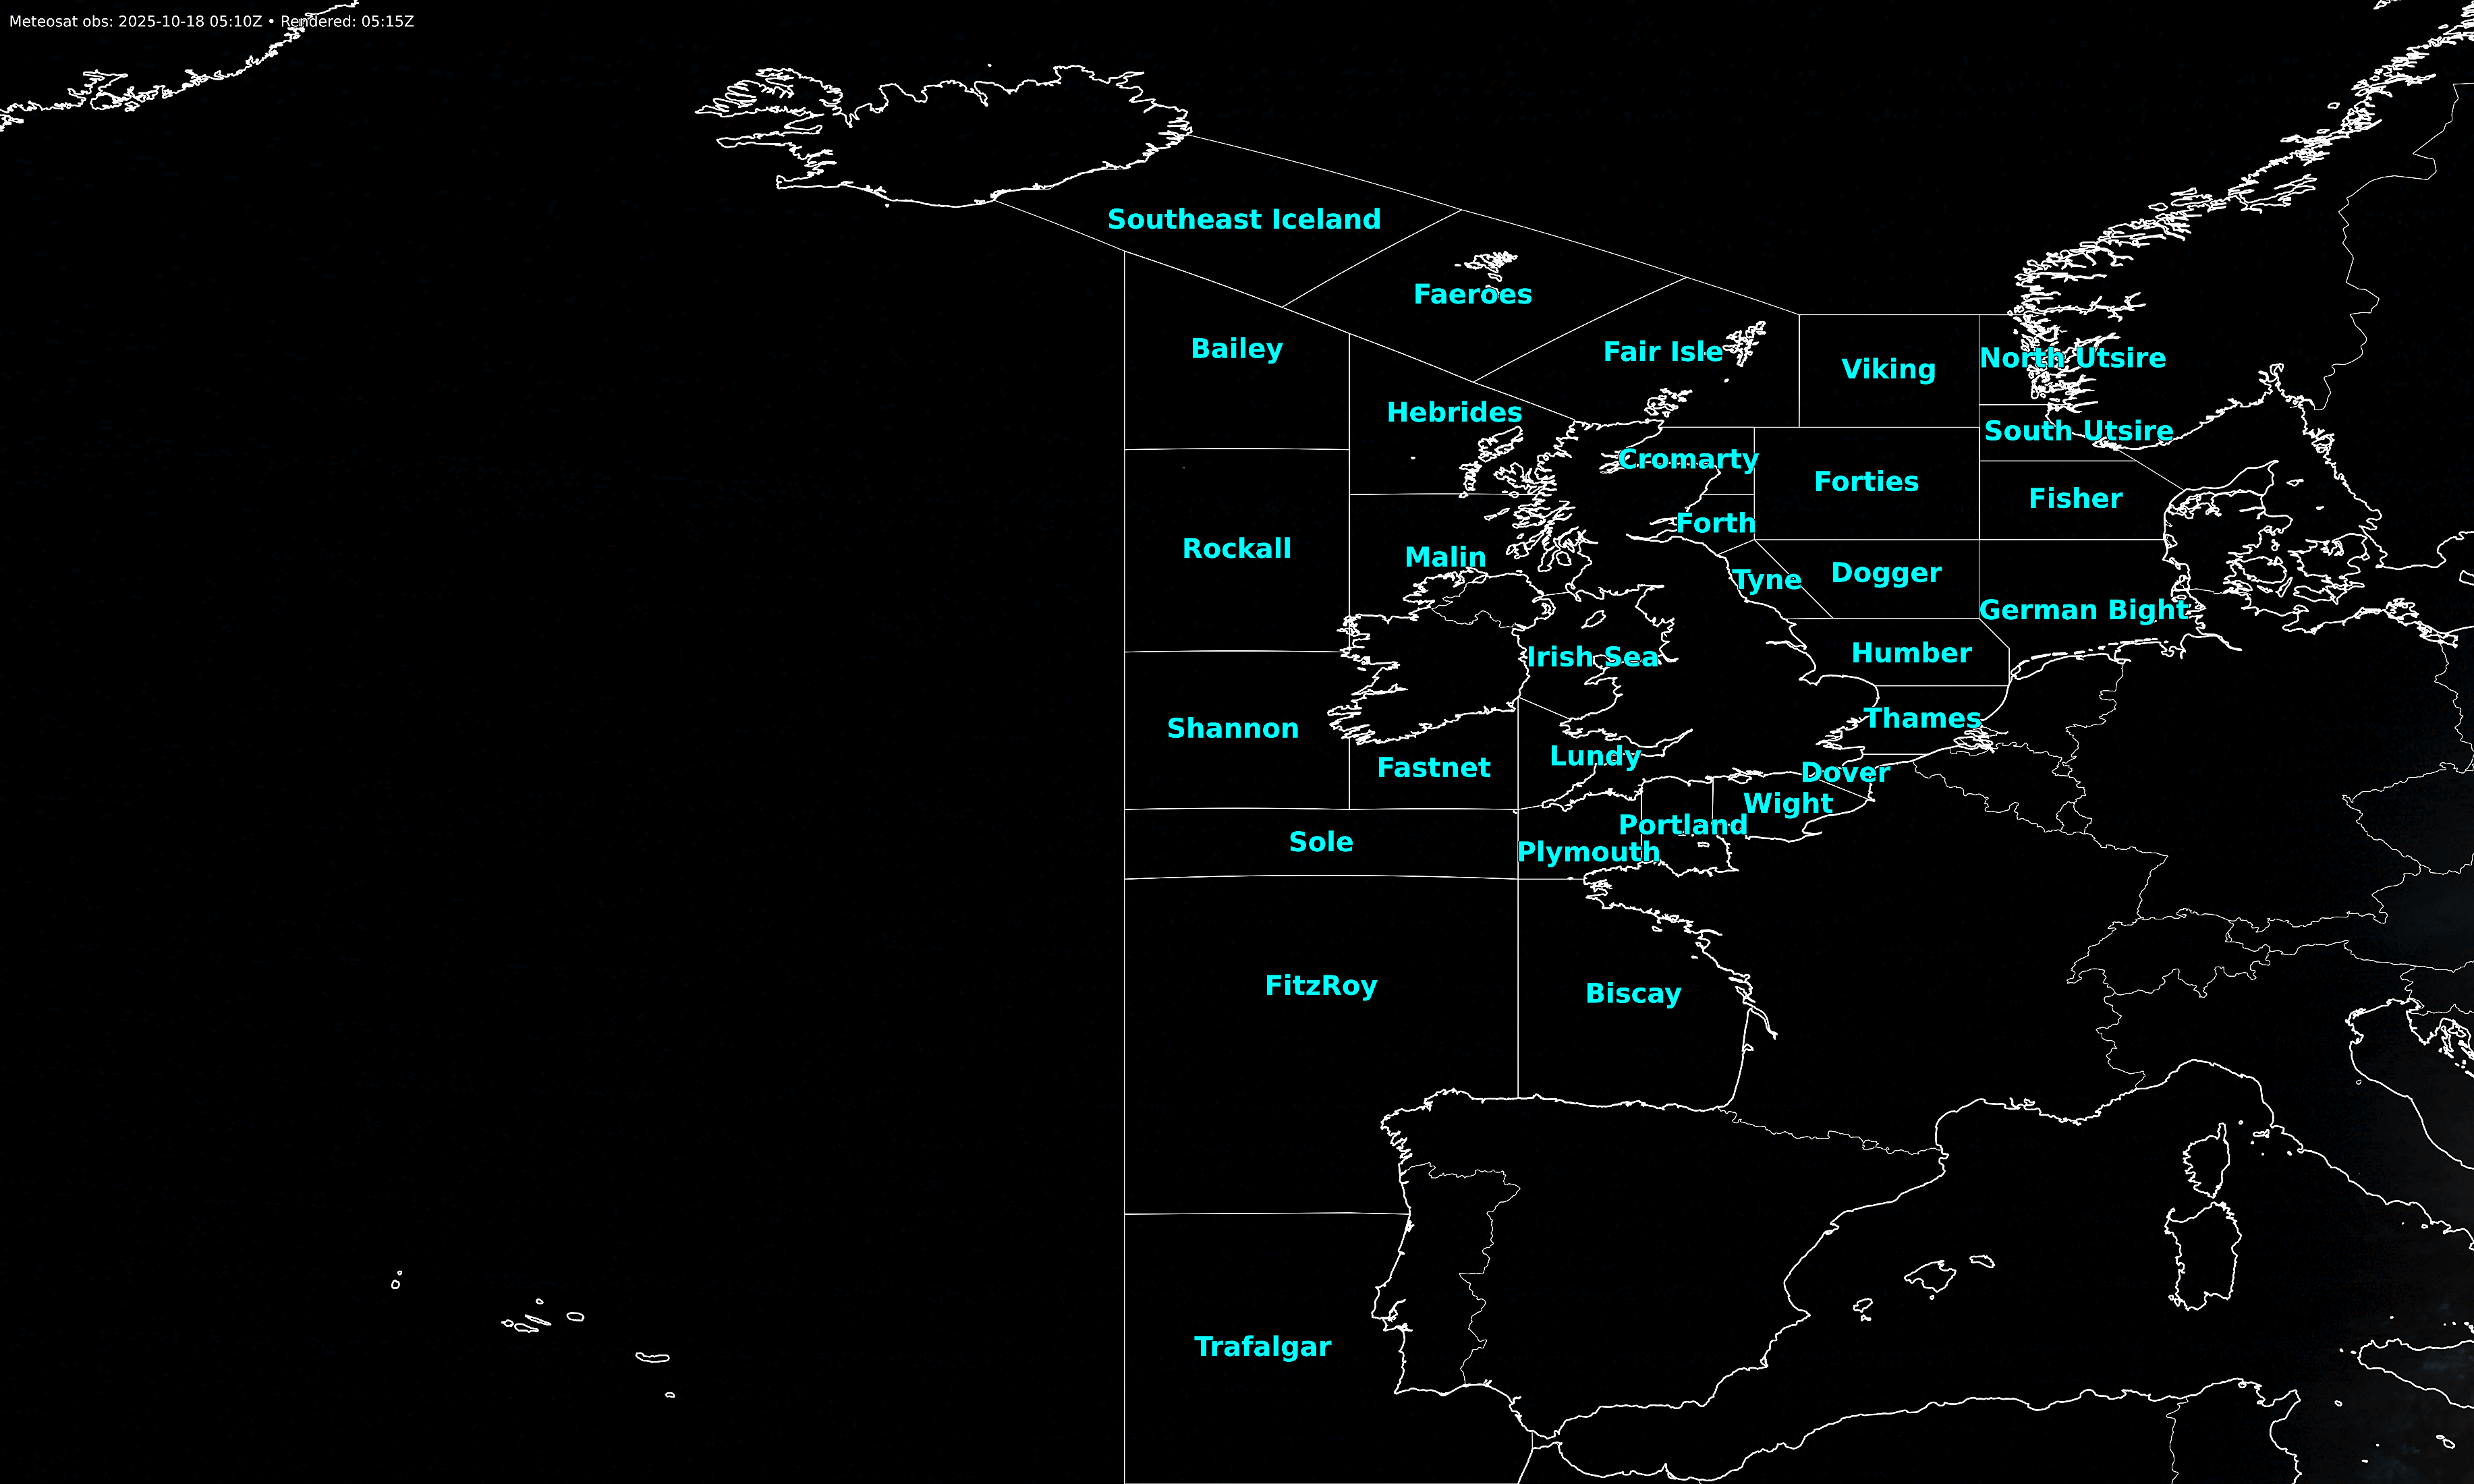 Meteosat obs: 2025-10-18 05:10Z • Rendered: 05:15Z
Southeast Iceland
Faeroes
Bailey
Fair Isle
Viking
North Utsire
Hebrides
South Utsire
Cromarty
Forties
Fisher
Forth
Rockall
Malin
Tyne
Dogger
German Bight
Irish Sea
Humber
Thames
Shannon
Fastnet
Lundy
Dover
Wight
Portland
Sole
Plymouth
FitzRoy
Biscay
Trafalgar